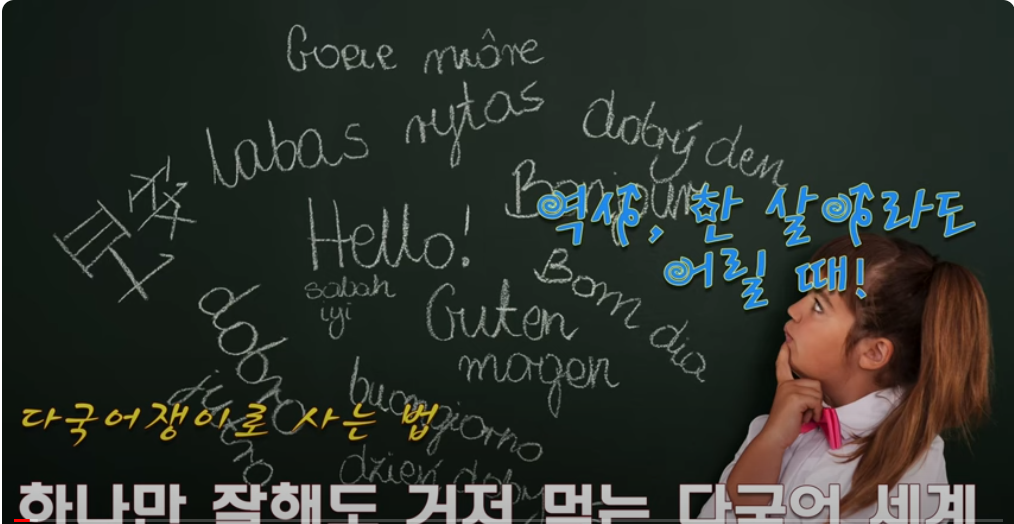 Goeie môre
labas rytas
dobrý den
早安
Hello!
Bonjour
역시, 한 살이라도
어릴 때!
sabah
iyi
Guten
morgen
Bom dia
dobro
buongiorno
다국어쟁이로 사는 법
dzień dobry
하나만 잘해도 거저 먹는 다국어 세계